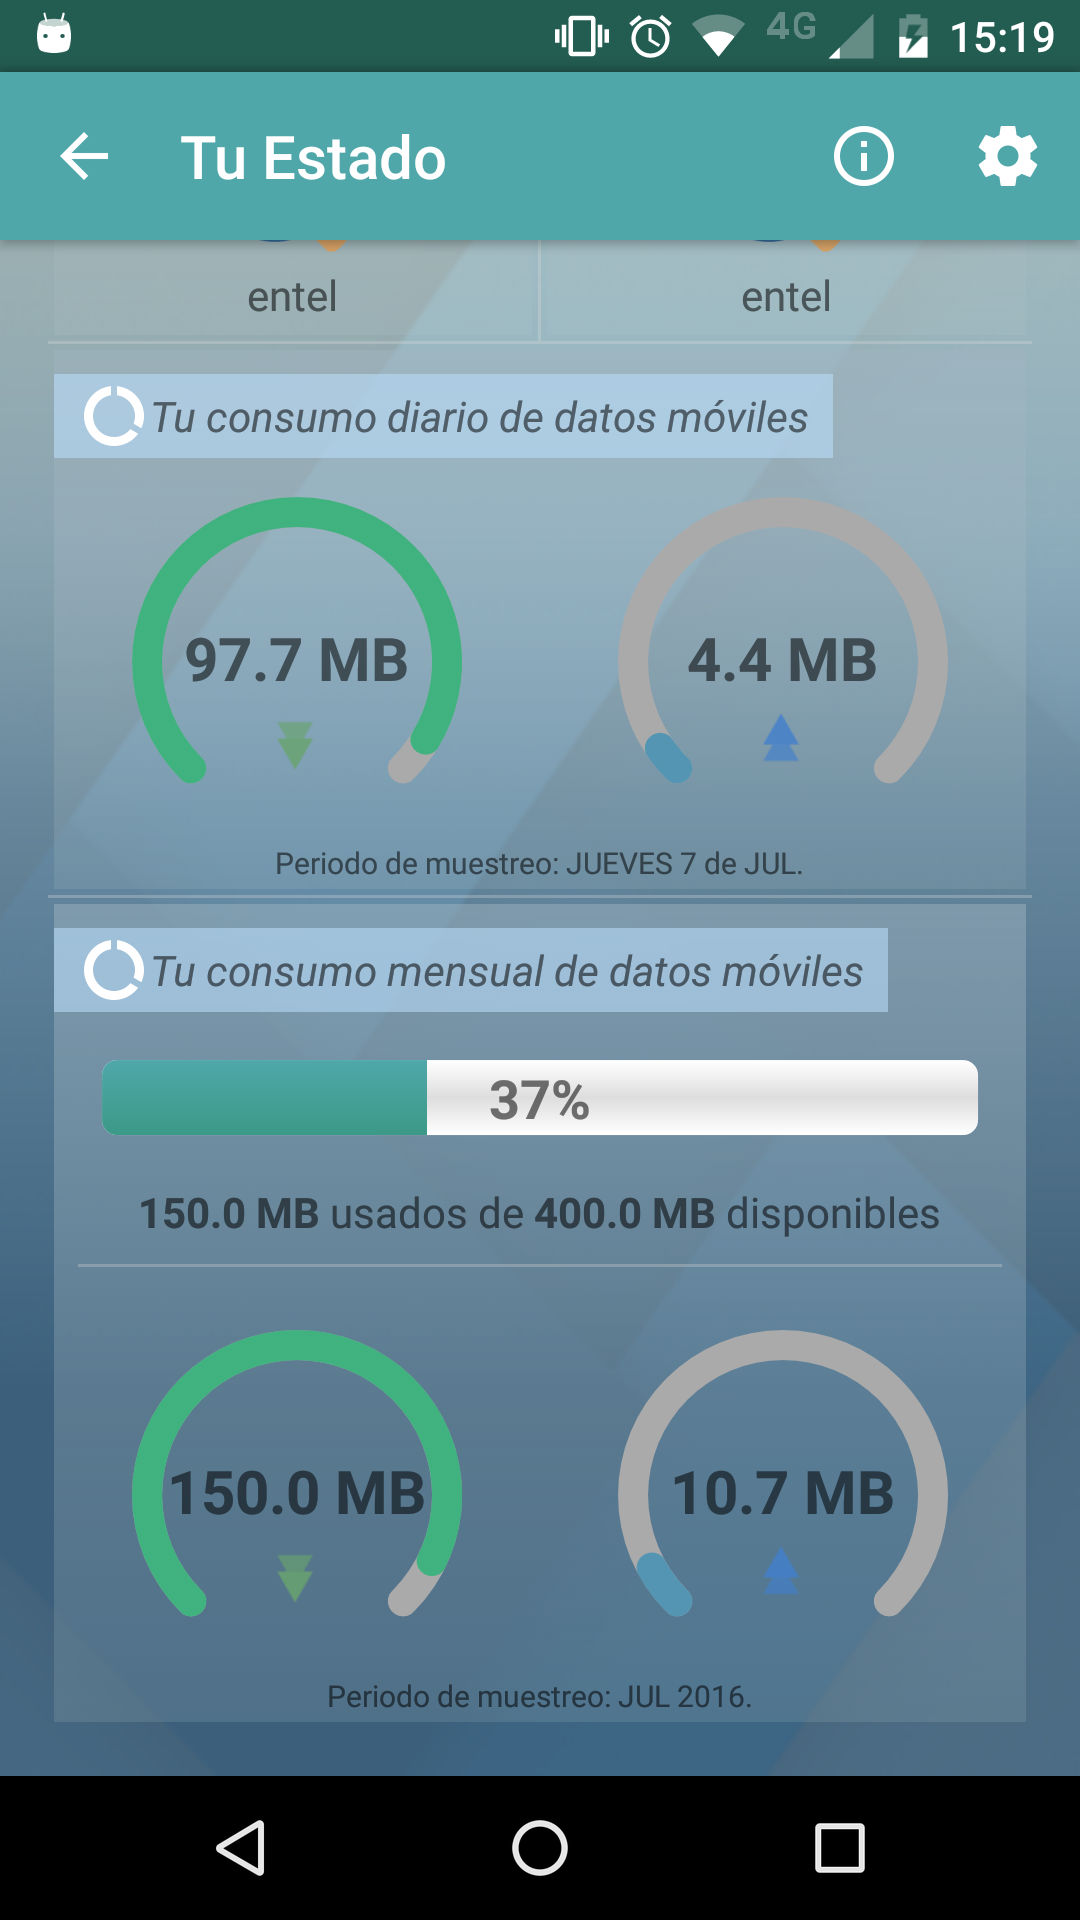 4G 15:19
Tu Estado
entel entel
Tu consumo diario de datos móviles
97.7 MB 4.4 MB
Periodo de muestreo: JUEVES 7 de JUL.
Tu consumo mensual de datos móviles
37%
150.0 MB usados de 400.0 MB disponibles
150.0 MB 10.7 MB
Periodo de muestreo: JUL 2016.